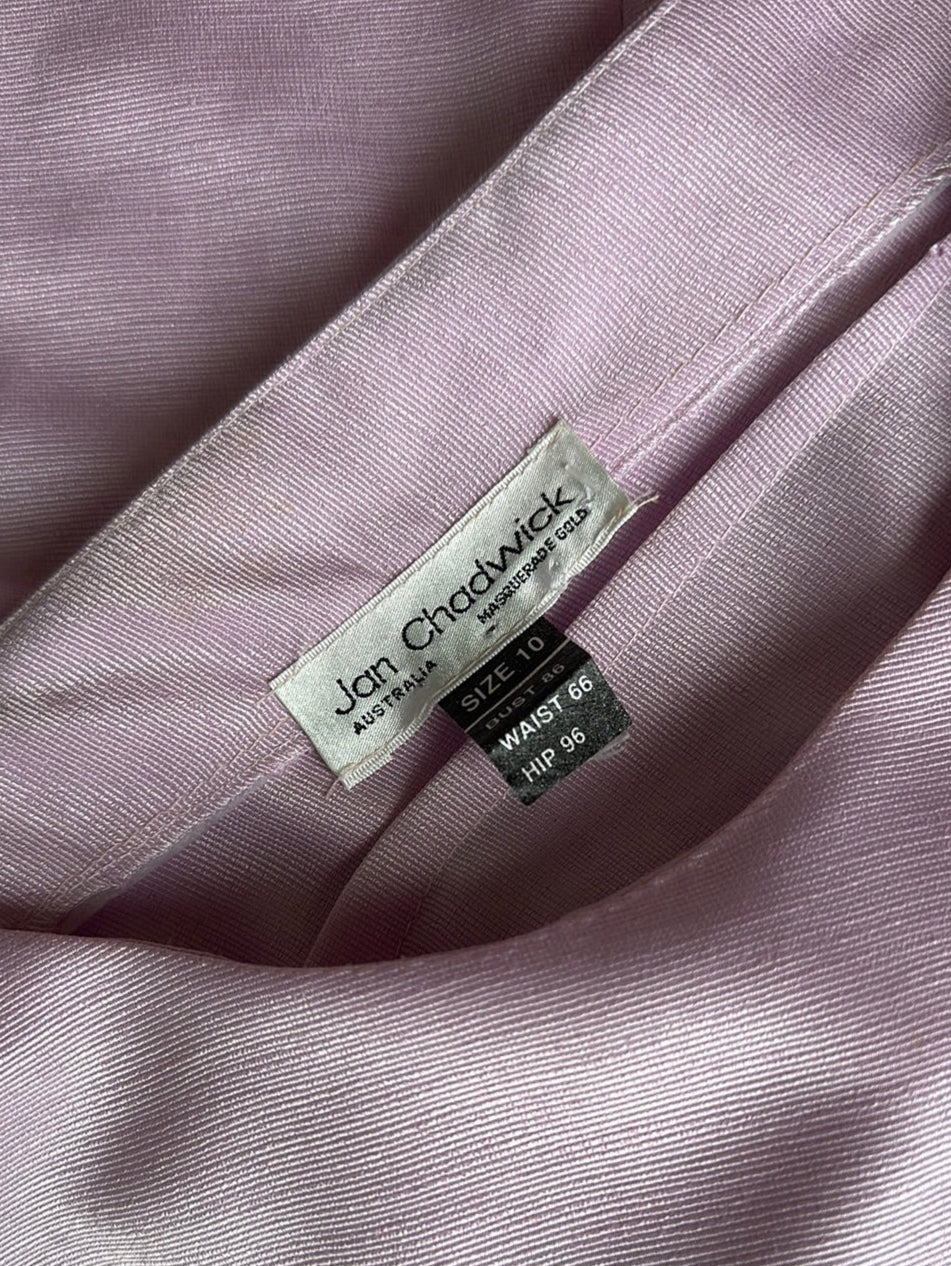 Jan Chadwick
AUSTRALIA MASQUERADE GOLD
SIZE 10
BUST 86
WAIST 66
HIP 96